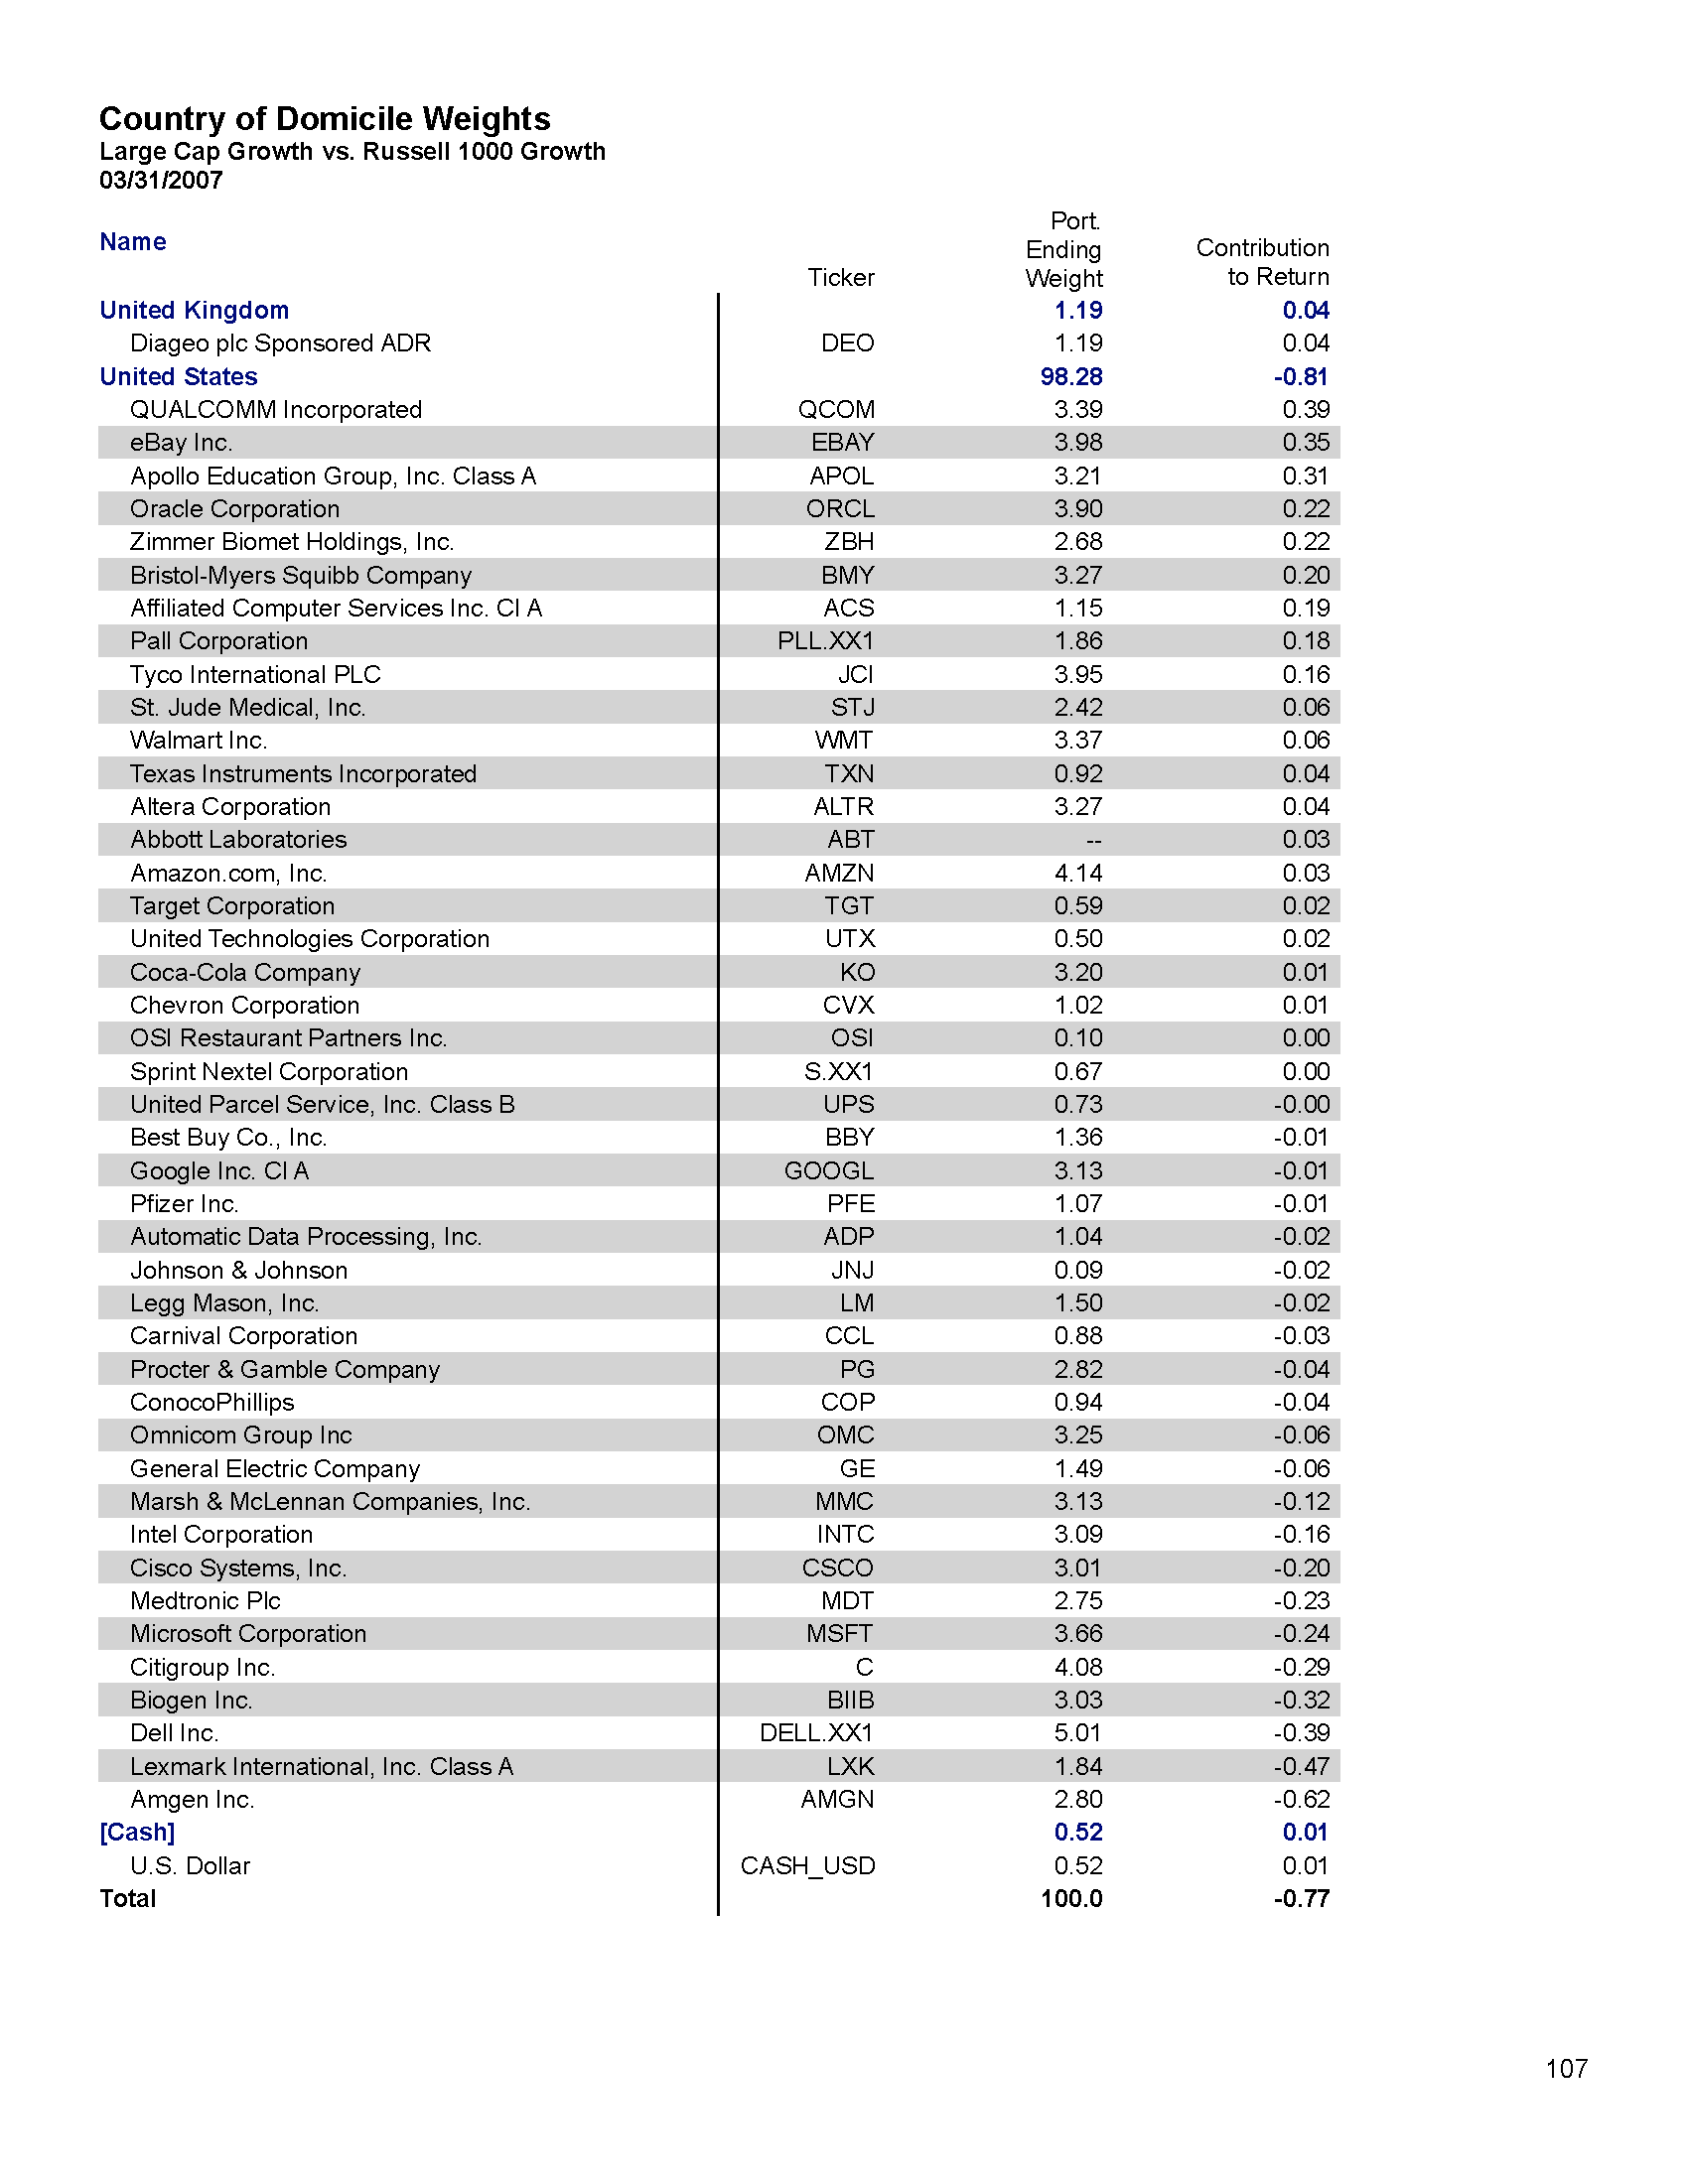 Country of Domicile Weights
Large Cap Growth vs. Russell 1000 Growth
03/31/2007
Name Ticker Port. Ending Weight Contribution to Return
United Kingdom 1.19 0.04
Diageo plc Sponsored ADR DEO 1.19 0.04
United States 98.28 -0.81
QUALCOMM Incorporated QCOM 3.39 0.39
eBay Inc. EBAY 3.98 0.35
Apollo Education Group, Inc. Class A APOL 3.21 0.31
Oracle Corporation ORCL 3.90 0.22
Zimmer Biomet Holdings, Inc. ZBH 2.68 0.22
Bristol-Myers Squibb Company BMY 3.27 0.20
Affiliated Computer Services Inc. Cl A ACS 1.15 0.19
Pall Corporation PLL.XX1 1.86 0.18
Tyco International PLC JCI 3.95 0.16
St. Jude Medical, Inc. STJ 2.42 0.06
Walmart Inc. WMT 3.37 0.06
Texas Instruments Incorporated TXN 0.92 0.04
Altera Corporation ALTR 3.27 0.04
Abbott Laboratories ABT -- 0.03
Amazon.com, Inc. AMZN 4.14 0.03
Target Corporation TGT 0.59 0.02
United Technologies Corporation UTX 0.50 0.02
Coca-Cola Company KO 3.20 0.01
Chevron Corporation CVX 1.02 0.01
OSI Restaurant Partners Inc. OSI 0.10 0.00
Sprint Nextel Corporation S.XX1 0.67 0.00
United Parcel Service, Inc. Class B UPS 0.73 -0.00
Best Buy Co., Inc. BBY 1.36 -0.01
Google Inc. Cl A GOOGL 3.13 -0.01
Pfizer Inc. PFE 1.07 -0.01
Automatic Data Processing, Inc. ADP 1.04 -0.02
Johnson & Johnson JNJ 0.09 -0.02
Legg Mason, Inc. LM 1.50 -0.02
Carnival Corporation CCL 0.88 -0.03
Procter & Gamble Company PG 2.82 -0.04
ConocoPhillips COP 0.94 -0.04
Omnicom Group Inc OMC 3.25 -0.06
General Electric Company GE 1.49 -0.06
Marsh & McLennan Companies, Inc. MMC 3.13 -0.12
Intel Corporation INTC 3.09 -0.16
Cisco Systems, Inc. CSCO 3.01 -0.20
Medtronic Plc MDT 2.75 -0.23
Microsoft Corporation MSFT 3.66 -0.24
Citigroup Inc. C 4.08 -0.29
Biogen Inc. BIIB 3.03 -0.32
Dell Inc. DELL.XX1 5.01 -0.39
Lexmark International, Inc. Class A LXK 1.84 -0.47
Amgen Inc. AMGN 2.80 -0.62
[Cash] 0.52 0.01
U.S. Dollar CASH_USD 0.52 0.01
Total 100.0 -0.77
107